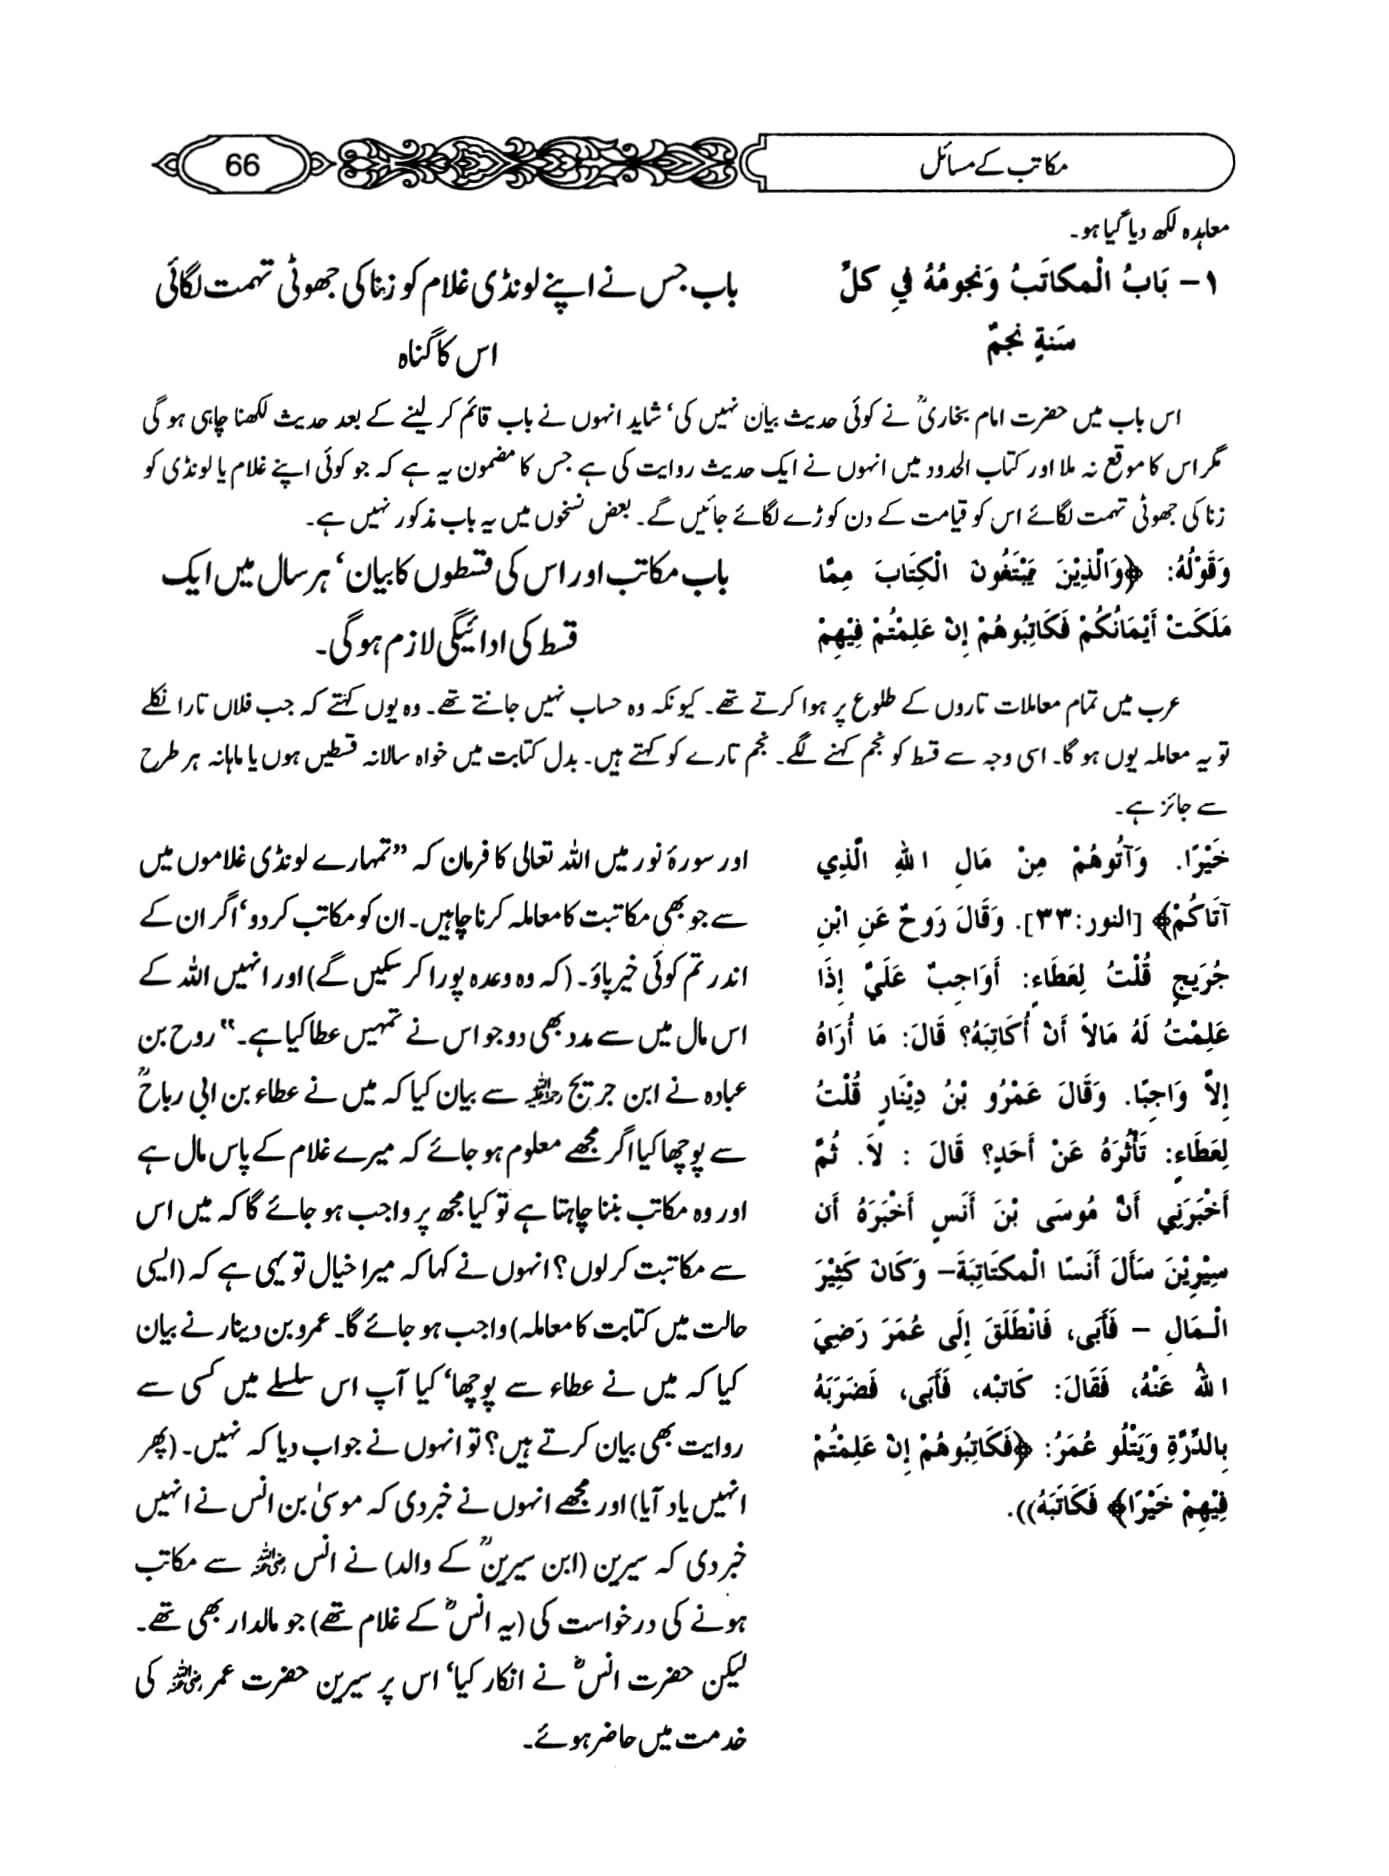 مکاتب کے مسائل
66
معاہدہ لکھ دیا گیا ہو۔
١- بَابُ الْمكاتَبُ وَنجومُهُ فِي كلِّ
سَنةٍ نجمٌ
باب جس نے اپنے لونڈی غلام کو زنا کی جھوٹی تہمت لگائی
اس کا گناہ
اس باب میں حضرت امام بخاریؒ نے کوئی حدیث بیان نہیں کی‘ شاید انہوں نے باب قائم کر لینے کے بعد حدیث لکھنا چاہی ہو گی
مگر اس کا موقع نہ ملا اور کتاب الحدود میں انہوں نے ایک حدیث روایت کی ہے جس کا مضمون یہ ہے کہ جو کوئی اپنے غلام یا لونڈی کو
زنا کی جھوٹی تہمت لگائے اس کو قیامت کے دن کوڑے لگائے جائیں گے۔ بعض نسخوں میں یہ باب مذکور نہیں ہے۔
وَقَوْلُهُ: ﴿وَالَّذِيْنَ يَبْتَغُونَ الْكِتَابَ مِمَّا
مَلَكَتْ أَيْمَانُكُمْ فَكَاتِبُوهُمْ إِنْ عَلِمْتُمْ فِيْهِمْ
باب مکاتب اور اس کی قسطوں کا بیان‘ ہر سال میں ایک
قسط کی ادائیگی لازم ہو گی۔
عرب میں تمام معاملات تاروں کے طلوع پر ہوا کرتے تھے۔ کیونکہ وہ حساب نہیں جانتے تھے۔ وہ یوں کہتے کہ جب فلاں تارا نکلے
تو یہ معاملہ یوں ہو گا۔ اسی وجہ سے قسط کو نجم کہنے لگے۔ نجم تارے کو کہتے ہیں۔ بدل کتابت میں خواہ سالانہ قسطیں ہوں یا ماہانہ ہر طرح
سے جائز ہے۔
خَيْرًا. وَآتُوهُمْ مِنْ مَالِ اللهِ الَّذِي
آتَاكُمْ﴾ [النور:٣٣]. وَقَالَ رَوحٌ عَنِ ابْنِ
جُرَيجٍ قُلْتُ لِعَطَاءٍ: أَوَاجِبٌ عَلَيَّ إِذَا
عَلِمْتُ لَهُ مَالاً أَنْ أُكَاتِبَهُ؟ قَالَ: مَا أُرَاهُ
إِلاَّ وَاجِبًا. وَقَالَ عَمْرُو بْنُ دِيْنَارٍ قُلْتُ
لِعَطَاءٍ: تَأْثُرُهُ عَنْ أَحَدٍ؟ قَالَ : لاَ. ثُمَّ
أَخْبَرَنِي أَنَّ مُوسَى بْنَ أَنَسٍ أَخْبَرَهُ أَن
سِيْرِيْنَ سَأَلَ أَنَسًا الْمكَاتَبَةَ- وَكَانَ كَثِيْرَ
الْـمَالِ - فَأَبَى، فَانْطَلَقَ إِلَى عُمَرَ رَضِيَ
اللهُ عَنْهُ، فَقَالَ: كَاتِبْه، فَأَبَى، فَضَرَبَهُ
بِالدَّرَّةِ وَيَتْلُو عُمَرُ: ﴿فَكَاتِبُوهُمْ إِنْ عَلِمْتُمْ
فِيْهِمْ خَيْرًا﴾ فَكَاتَبَهُ)).
اور سورۂ نور میں اللہ تعالٰی کا فرمان کہ ”تمہارے لونڈی غلاموں میں
سے جو بھی مکاتبت کا معاملہ کرنا چاہیں۔ ان کو مکاتب کر دو‘ اگر ان کے
اندر تم کوئی خیر پاؤ۔ (کہ وہ وعدہ پورا کر سکیں گے) اور انہیں اللہ کے
اس مال میں سے مدد بھی دو جو اس نے تمہیں عطا کیا ہے۔“ روح بن
عبادہ نے ابن جریج رحمۃ اللہ علیہ سے بیان کیا کہ میں نے عطاء بن ابی رباحؒ
سے پوچھا کیا اگر مجھے معلوم ہو جائے کہ میرے غلام کے پاس مال ہے
اور وہ مکاتب بننا چاہتا ہے تو کیا مجھ پر واجب ہو جائے گا کہ میں اس
سے مکاتبت کر لوں؟ انہوں نے کہا کہ میرا خیال تو یہی ہے کہ (ایسی
حالت میں کتابت کا معاملہ) واجب ہو جائے گا۔ عمرو بن دینار نے بیان
کیا کہ میں نے عطاء سے پوچھا‘ کیا آپ اس سلسلے میں کسی سے
روایت بھی بیان کرتے ہیں؟ تو انہوں نے جواب دیا کہ نہیں۔ (پھر
انہیں یاد آیا) اور مجھے انہوں نے خبر دی کہ موسیٰ بن انس نے انہیں
خبر دی کہ سیرین (ابن سیرینؒ کے والد) نے انس رضی اللہ عنہ سے مکاتب
ہونے کی درخواست کی (یہ انسؓ کے غلام تھے) جو مالدار بھی تھے۔
لیکن حضرت انسؓ نے انکار کیا‘ اس پر سیرین حضرت عمر رضی اللہ عنہ کی
خدمت میں حاضر ہوئے۔